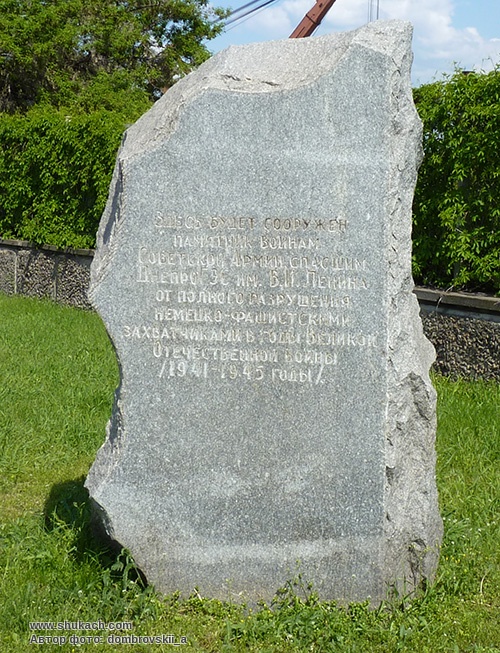 Здесь будет сооружен
памятник воинам
Советской Армии, спасшим
ДнепроГЭС им. В.И. Ленина
от полного разрушения
немецко-фашистскими
захватчиками в годы Великой
Отечественной войны
/1941-1945 годы/.
www.shukach.com
Автор фото: dombrovskii_a